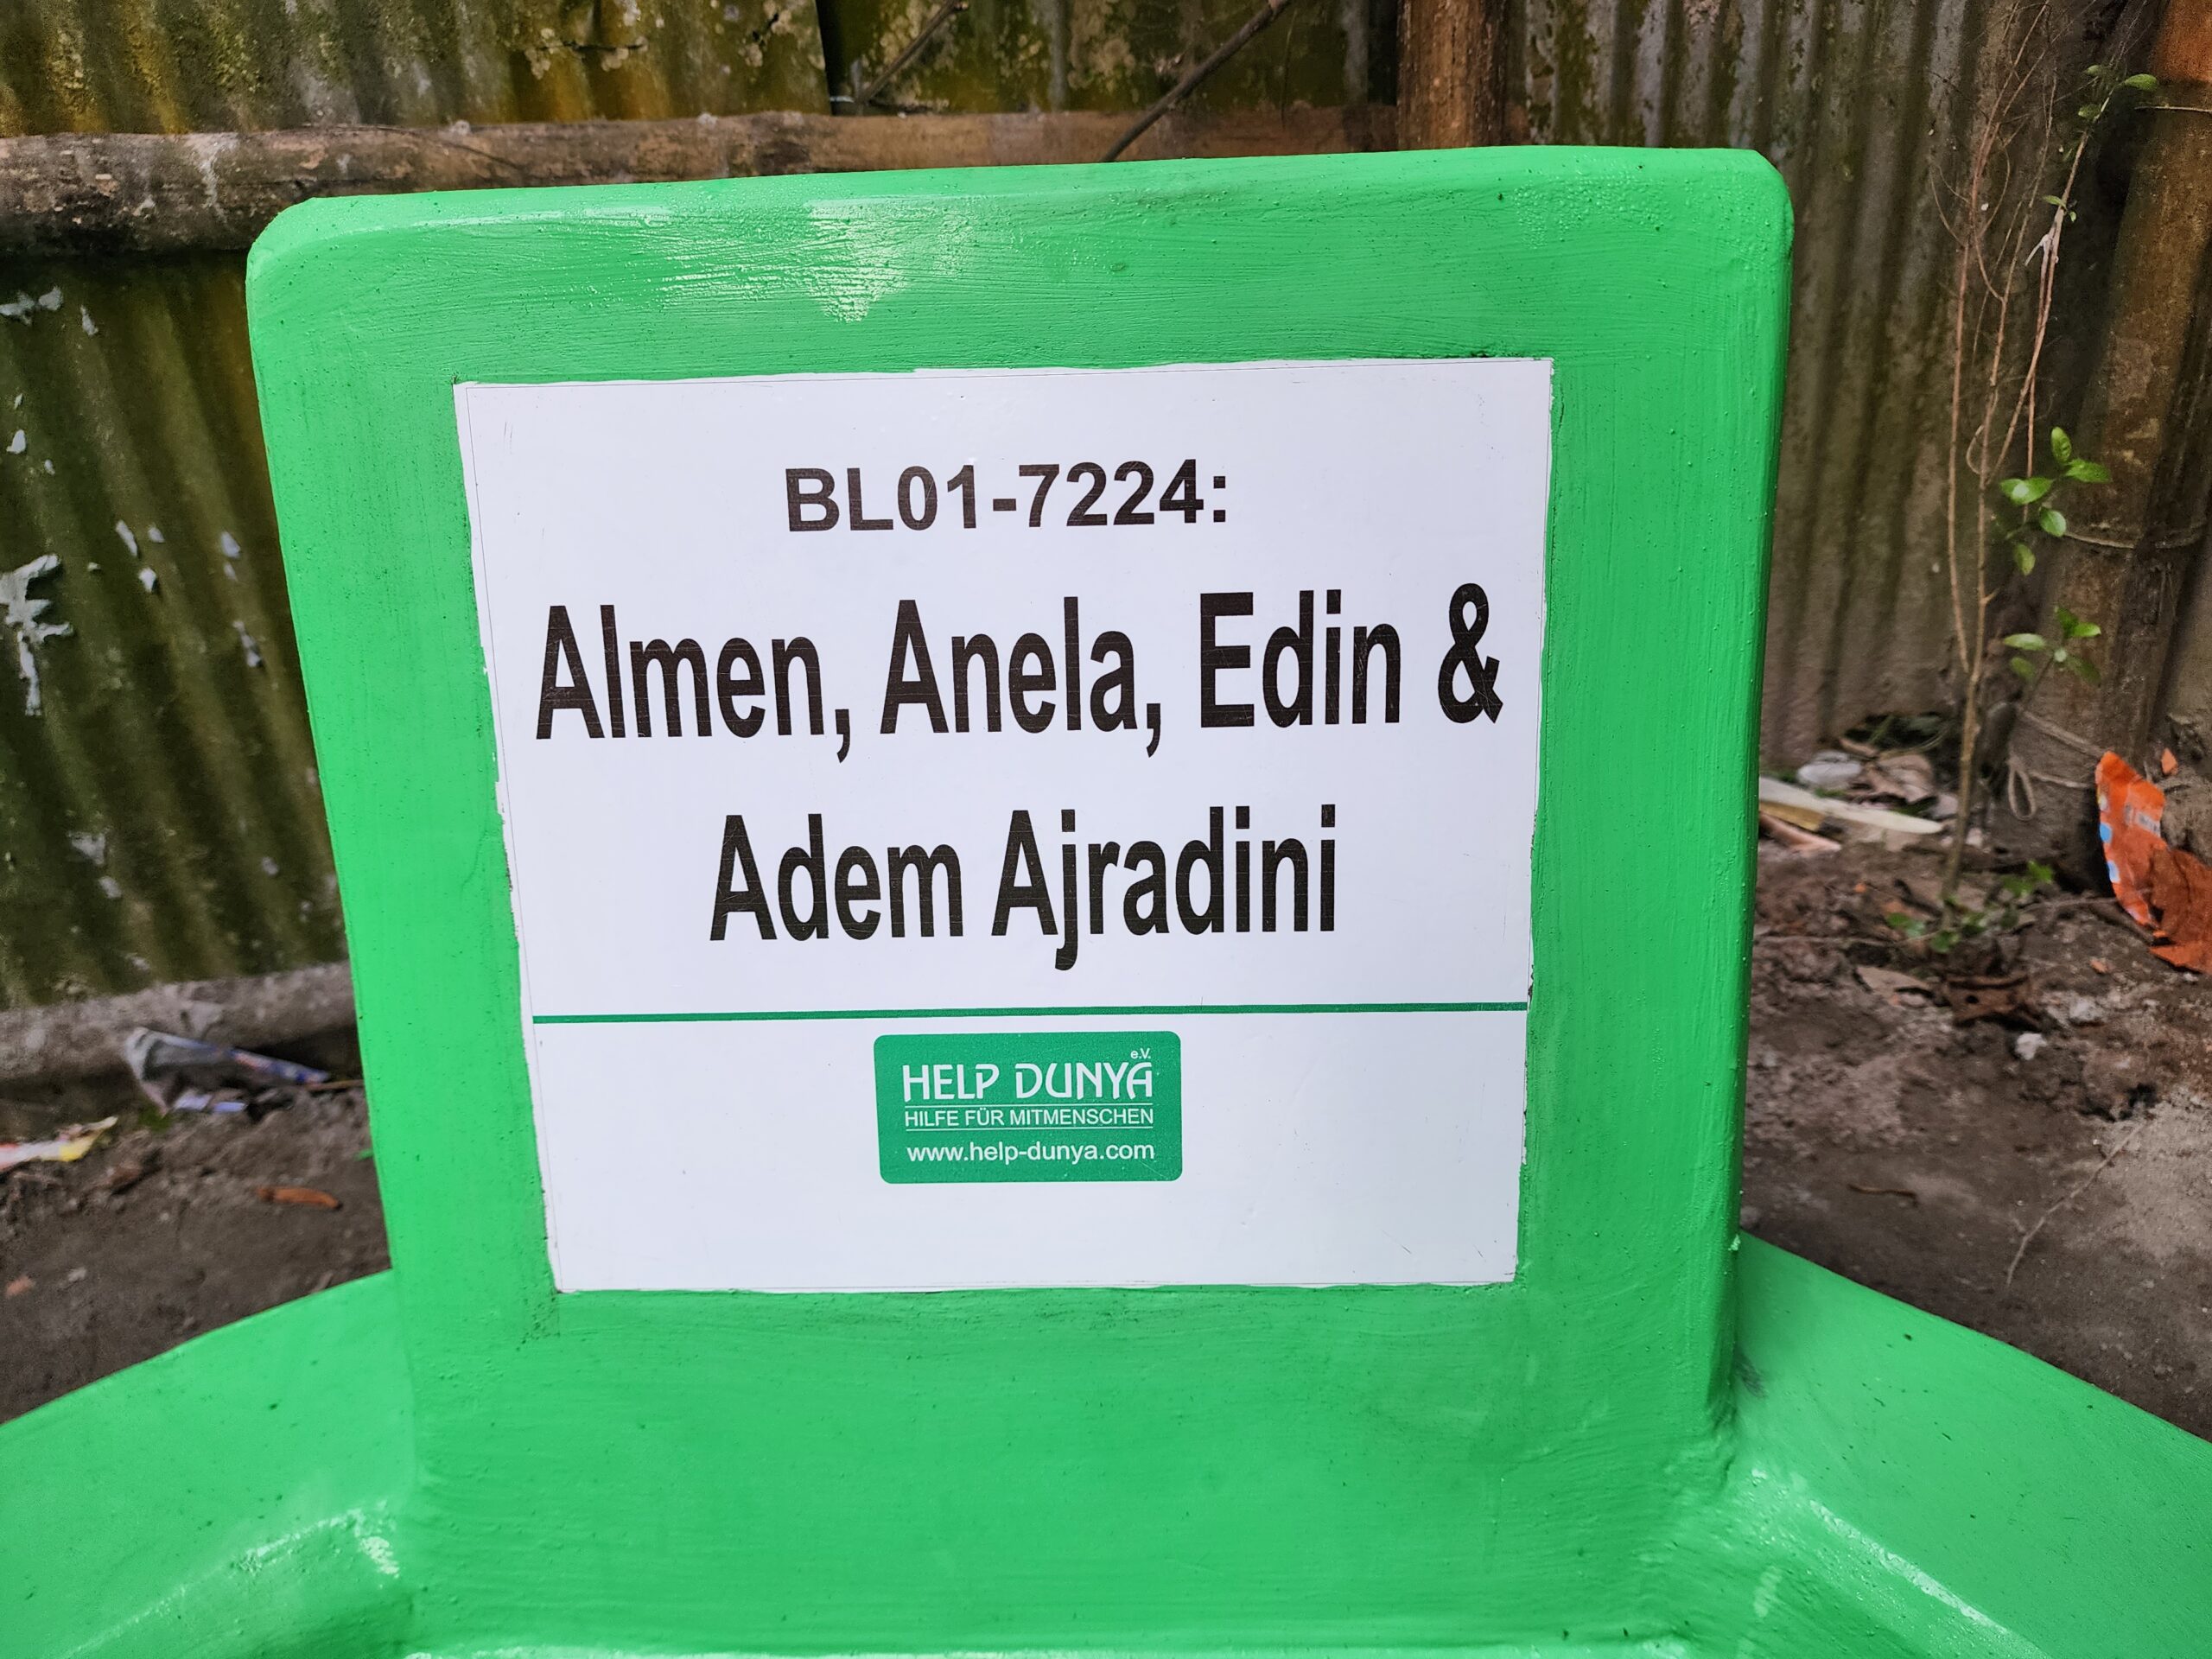 BL01-7224:
Almen, Anela, Edin &
Adem Ajradini
HELP DUNYA e.V.
HILFE FÜR MITMENSCHEN
www.help-dunya.com